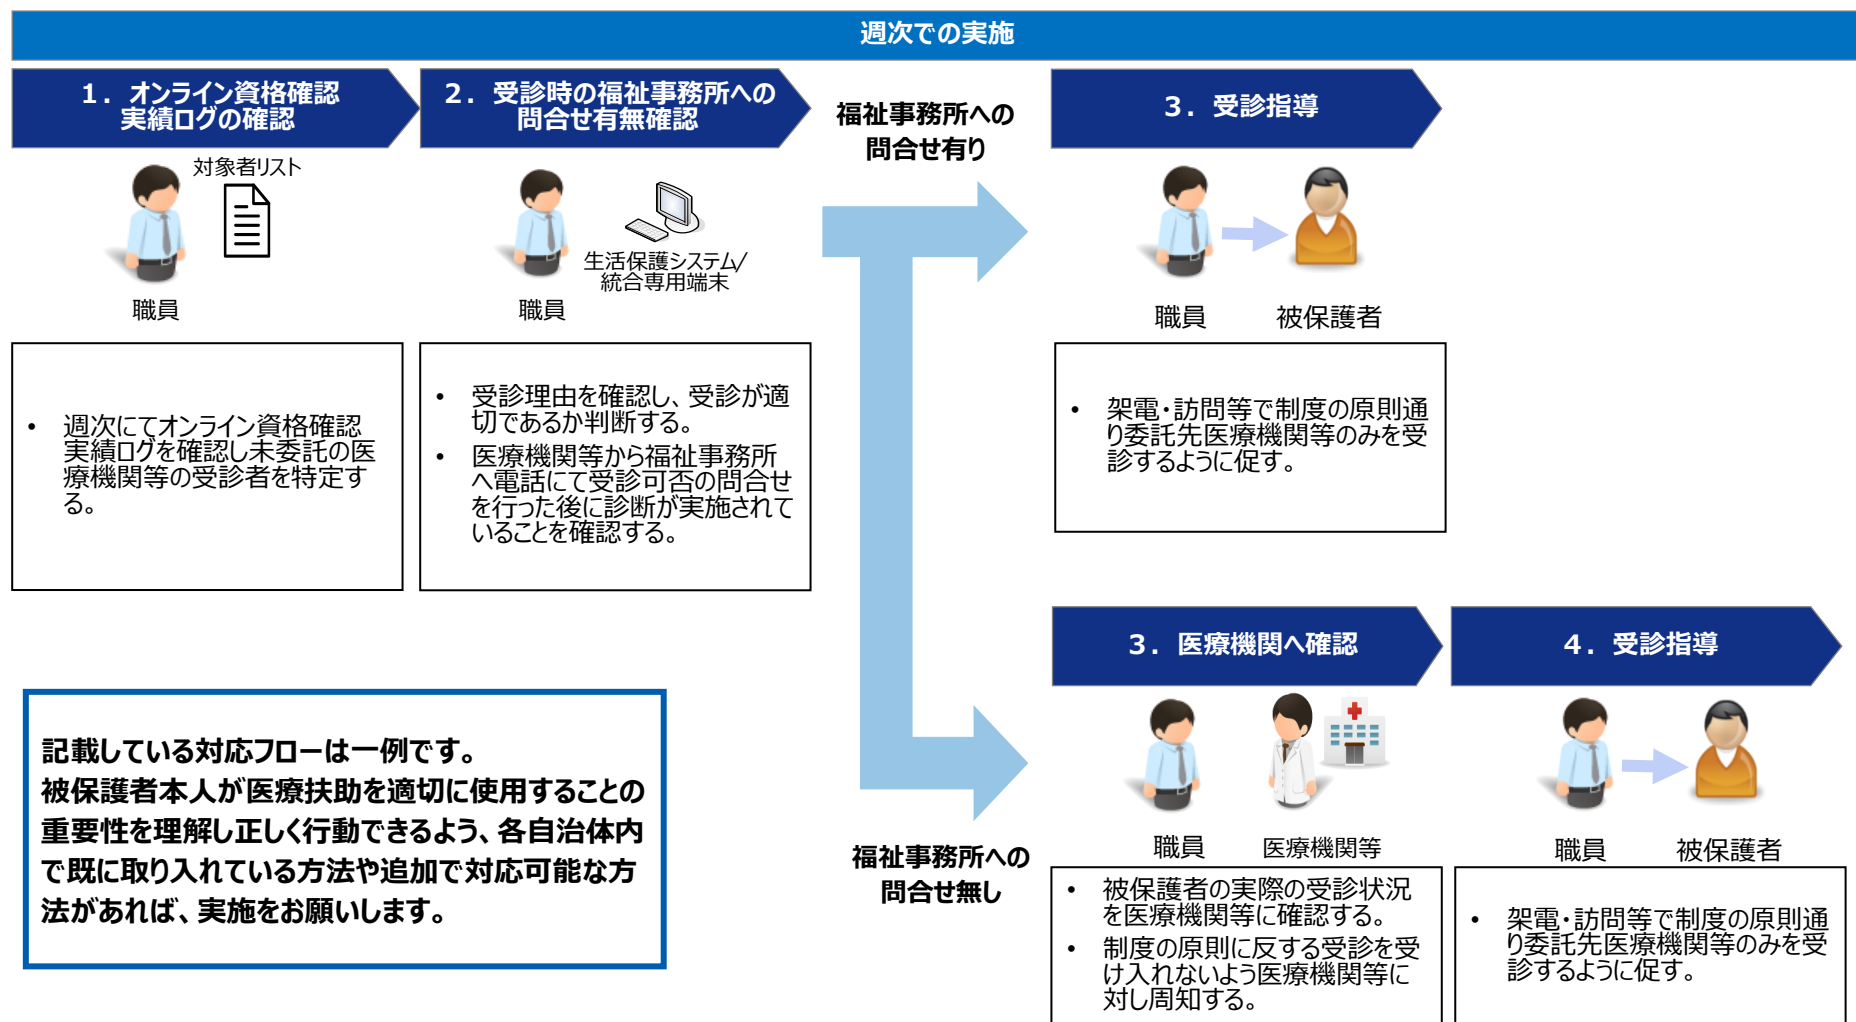 週次での実施
1. オンライン資格確認
実績ログの確認
2. 受診時の福祉事務所への
問合せ有無確認
福祉事務所への
問合せ有り
3. 受診指導
対象者リスト
職員
生活保護システム/
統合専用端末
職員
職員
被保護者
• 週次にてオンライン資格確認
実績ログを確認し未委託の医
療機関等の受診者を特定す
る。
• 受診理由を確認し、受診が適
切であるか判断する。
• 医療機関等から福祉事務所
へ電話にて受診可否の問合せ
を行った後に診断が実施されて
いることを確認する。
• 架電・訪問等で制度の原則通
り委託先医療機関等のみを受
診するように促す。
3. 医療機関へ確認
4. 受診指導
記載している対応フローは一例です。
被保護者本人が医療扶助を適切に使用することの
重要性を理解し正しく行動できるよう、各自治体内
で既に取り入れている方法や追加で対応可能な方
法があれば、実施をお願いします。
福祉事務所への
問合せ無し
職員
医療機関等
職員
被保護者
• 被保護者の実際の受診状況
を医療機関等に確認する。
• 制度の原則に反する受診を受
け入れないよう医療機関等に
対し周知する。
• 架電・訪問等で制度の原則通
り委託先医療機関等のみを受
診するように促す。